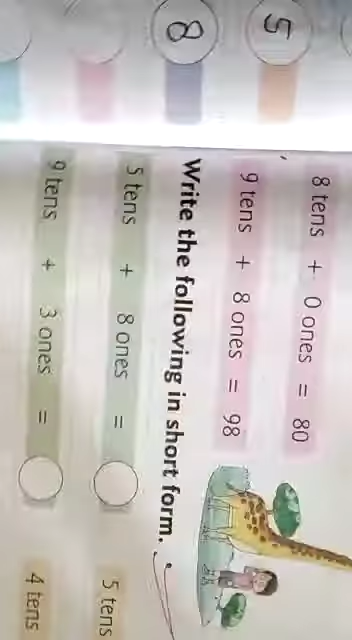 8 tens + 0 ones = 80
9 tens + 8 ones = 98
Write the following in short form.
5 tens + 8 ones =
5 tens
9 tens + 3 ones =
4 tens
5
8